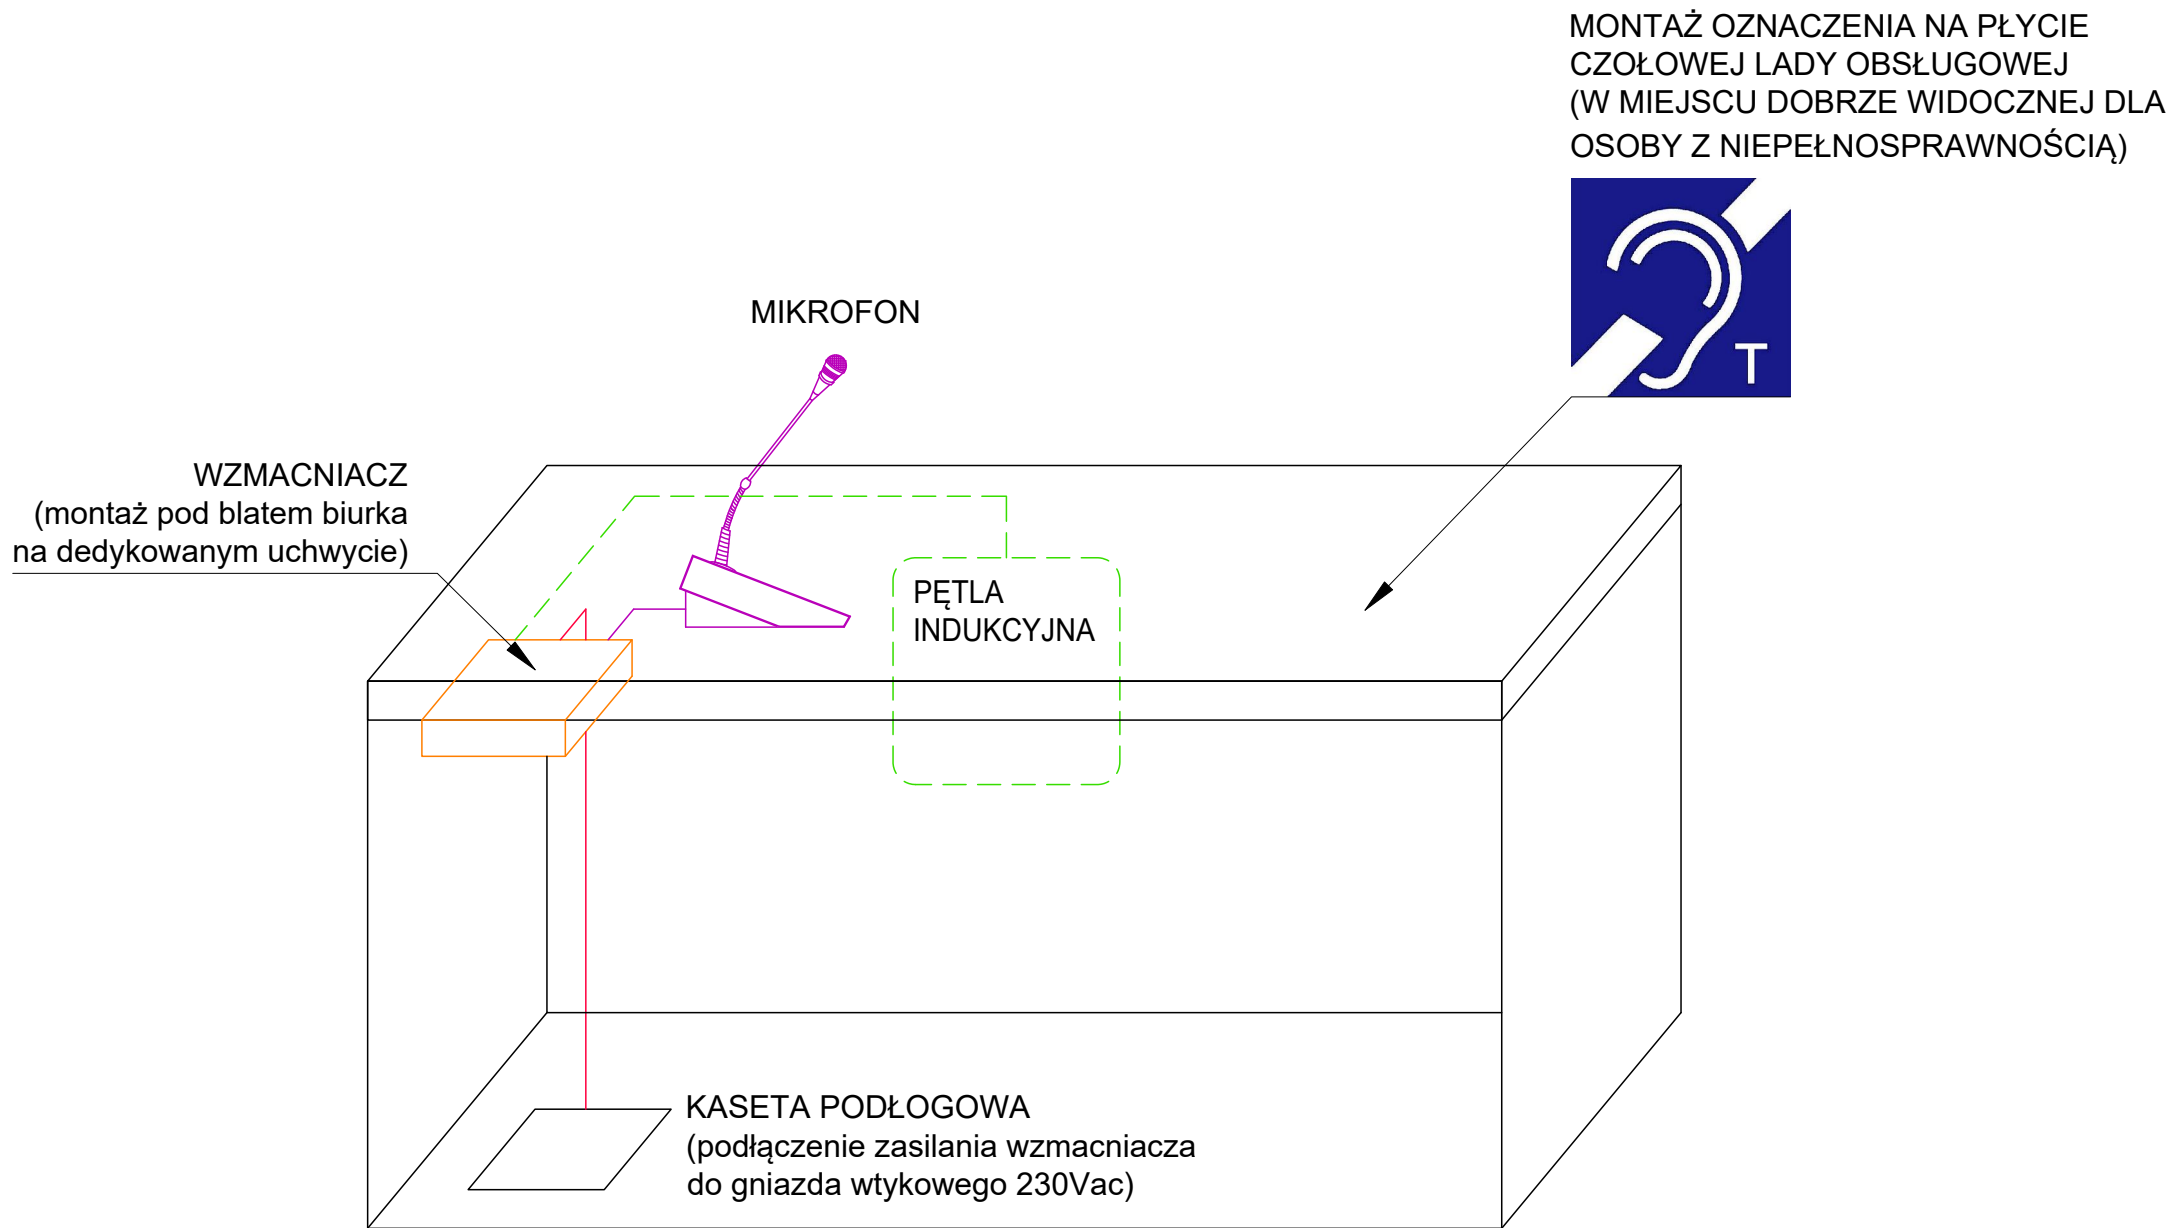 MONTAŻ OZNACZENIA NA PŁYCIE
CZOŁOWEJ LADY OBSŁUGOWEJ
(W MIEJSCU DOBRZE WIDOCZNEJ DLA
OSOBY Z NIEPEŁNOSPRAWNOŚCIĄ)
T
MIKROFON
WZMACNIACZ
(montaż pod blatem biurka
na dedykowanym uchwycie)
PĘTLA
INDUKCYJNA
KASETA PODŁOGOWA
(podłączenie zasilania wzmacniacza
do gniazda wtykowego 230Vac)